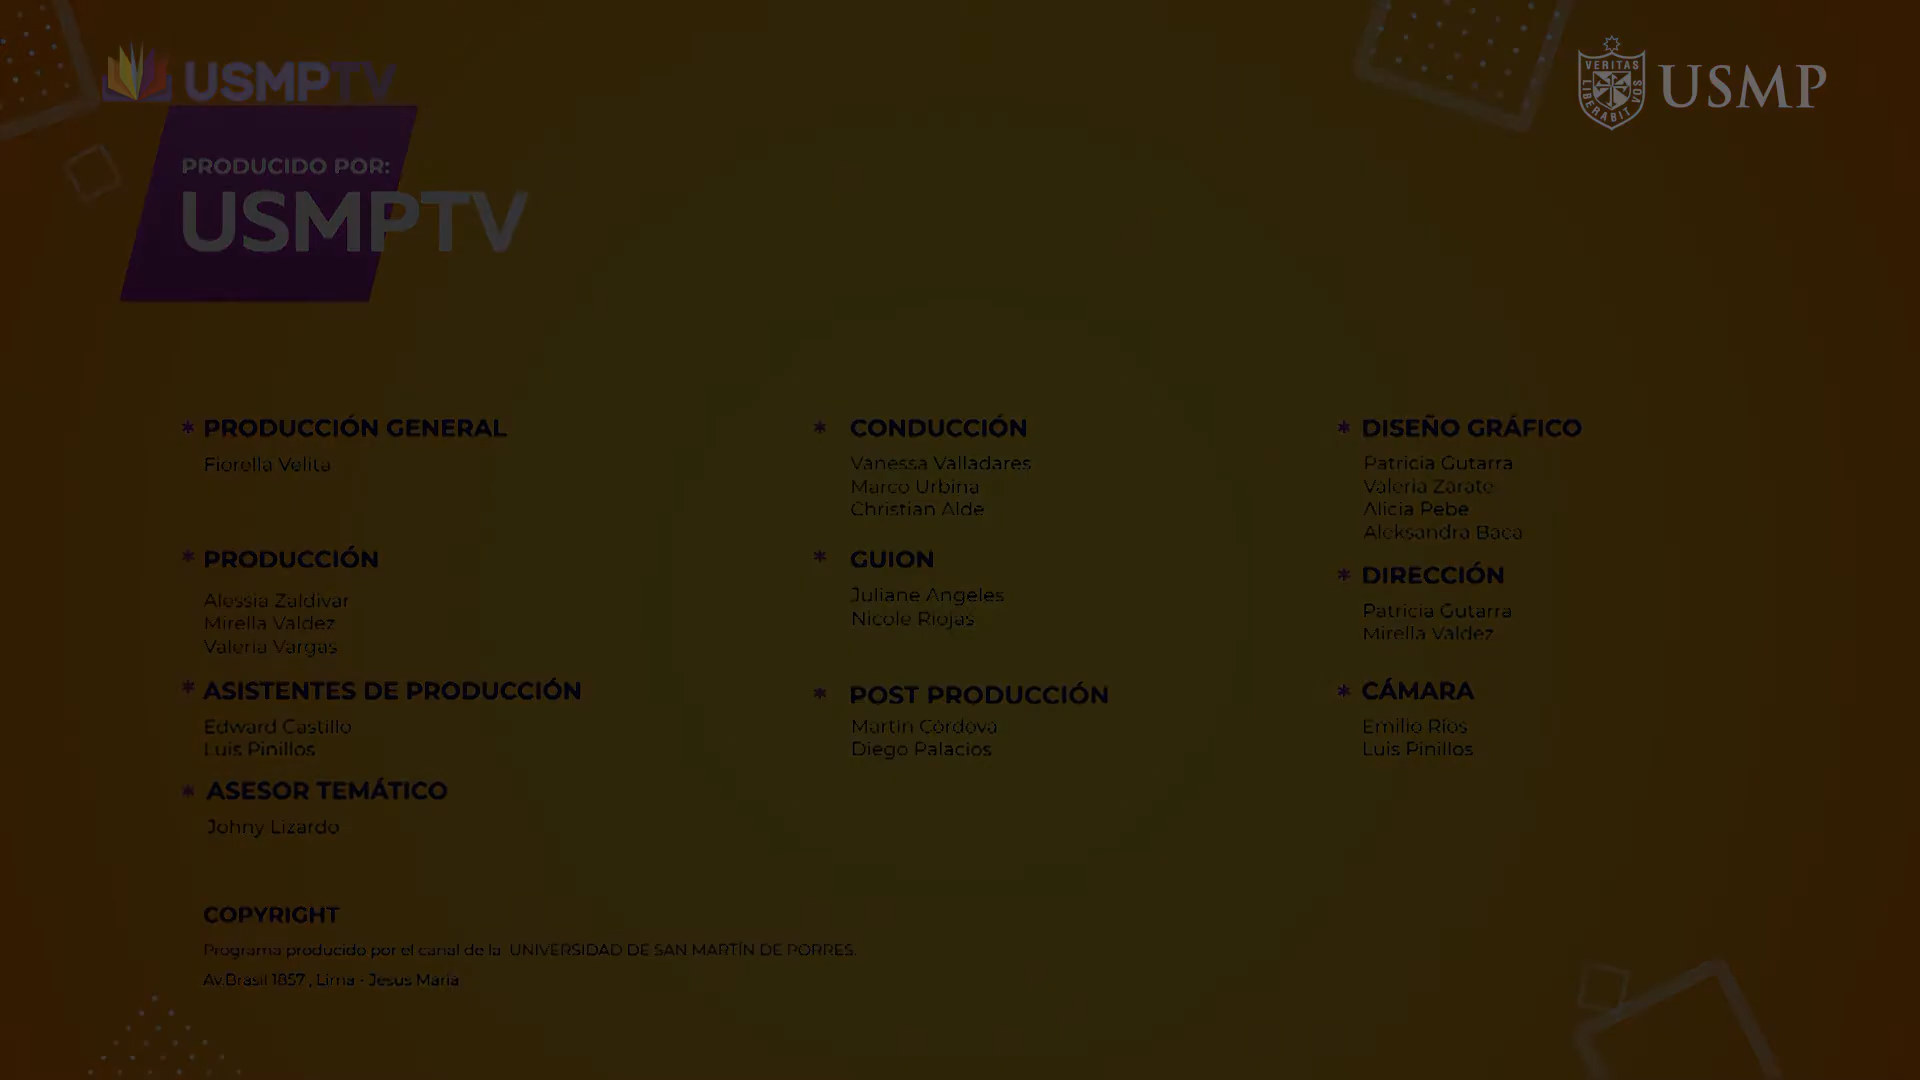 USMPTV
VERITAS LIBERABIT VOS
USMP
PRODUCIDO POR:
USMPTV
* PRODUCCIÓN GENERAL
Fiorella Velita
* PRODUCCIÓN
Alessia Zaldivar
Mirella Valdez
Valeria Vargas
* ASISTENTES DE PRODUCCIÓN
Edward Castillo
Luis Pinillos
* ASESOR TEMÁTICO
Johny Lizardo
* CONDUCCIÓN
Vanessa Valladares
Marco Urbina
Christian Alde
* GUION
Juliane Angeles
Nicole Riojas
* POST PRODUCCIÓN
Martin Córdova
Diego Palacios
* DISEÑO GRÁFICO
Patricia Gutarra
Valeria Zarate
Alicia Pebe
Aleksandra Baca
* DIRECCIÓN
Patricia Gutarra
Mirella Valdez
* CÁMARA
Emilio Ríos
Luis Pinillos
COPYRIGHT
Programa producido por el canal de la UNIVERSIDAD DE SAN MARTÍN DE PORRES.
Av.Brasil 1857 , Lima - Jesus María